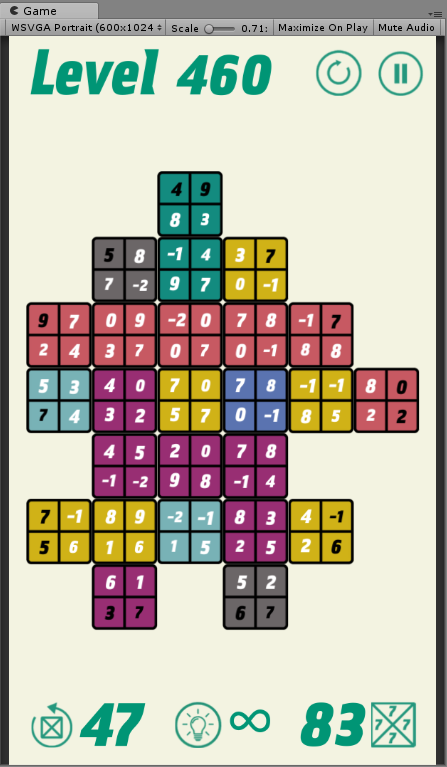 Game
WSVGA Portrait (600x1024 Scale 0.71: Maximize On Play Mute Audio
Level 460
4 9
8 3
5 8 -1 4 3 7
7 -2 9 7 0 -1
9 7 0 9 -2 0 7 8 -1 7
2 4 3 7 0 7 0 -1 8 8
5 3 4 0 7 0 7 8 -1 -1 8 0
7 4 3 2 5 7 0 -1 8 5 2 2
4 5 2 0 7 8
-1 -2 9 8 -1 4
7 -1 8 9 -2 -1 8 3 4 -1
5 6 1 6 1 5 2 5 2 6
6 1 5 2
3 7 6 7
47 ∞ 83 7 7 7 7